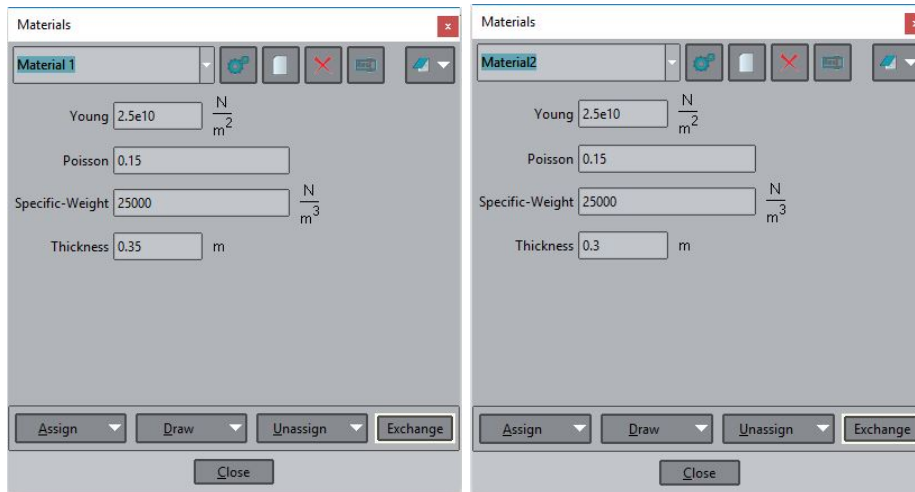 Materials
x
Material 1
Young 2.5e10 N/m²
Poisson 0.15
Specific-Weight 25000 N/m³
Thickness 0.35 m
Assign Draw Unassign Exchange
Close
Materials
x
Material2
Young 2.5e10 N/m²
Poisson 0.15
Specific-Weight 25000 N/m³
Thickness 0.3 m
Assign Draw Unassign Exchange
Close